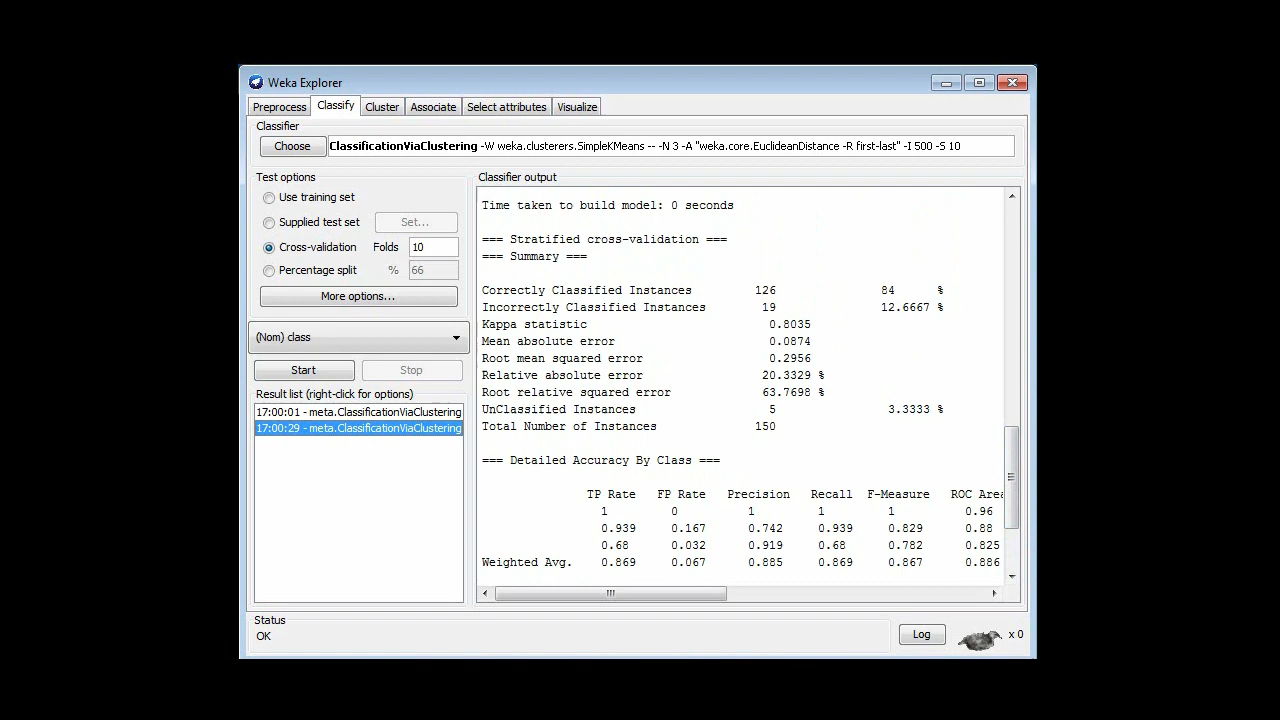 Weka Explorer
Preprocess Classify Cluster Associate Select attributes Visualize
Classifier
Choose ClassificationViaClustering -W weka.clusterers.SimpleKMeans -- -N 3 -A "weka.core.EuclideanDistance -R first-last" -I 500 -S 10
Test options
Use training set
Supplied test set Set...
Cross-validation Folds 10
Percentage split % 66
More options...
(Nom) class
Start Stop
Result list (right-click for options)
17:00:01 - meta.ClassificationViaClustering
17:00:29 - meta.ClassificationViaClustering
Classifier output
Time taken to build model: 0 seconds
=== Stratified cross-validation ===
=== Summary ===
Correctly Classified Instances 126 84 %
Incorrectly Classified Instances 19 12.6667 %
Kappa statistic 0.8035
Mean absolute error 0.0874
Root mean squared error 0.2956
Relative absolute error 20.3329 %
Root relative squared error 63.7698 %
UnClassified Instances 5 3.3333 %
Total Number of Instances 150
=== Detailed Accuracy By Class ===
TP Rate FP Rate Precision Recall F-Measure ROC Area
1 0 1 1 1 0.96
0.939 0.167 0.742 0.939 0.829 0.88
0.68 0.032 0.919 0.68 0.782 0.825
Weighted Avg. 0.869 0.067 0.885 0.869 0.867 0.886
Status
OK
Log x 0